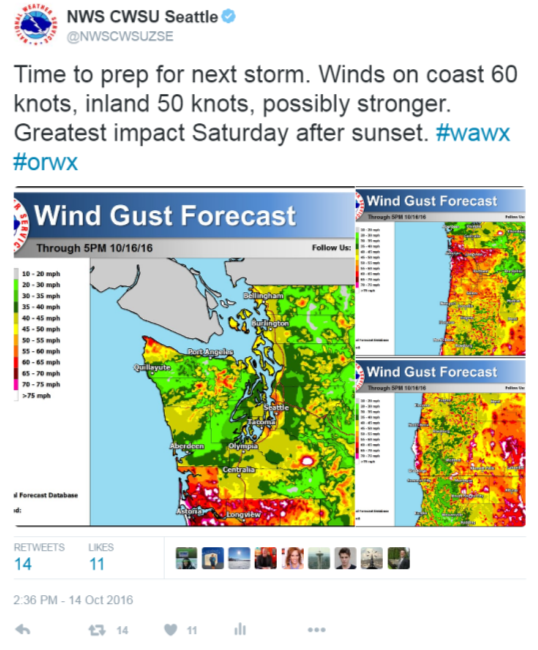 NWS CWSU Seattle
@NWSCWSUZSE
Time to prep for next storm. Winds on coast 60
knots, inland 50 knots, possibly stronger.
Greatest impact Saturday after sunset. #wawx
#orwx
Wind Gust Forecast
Through 5PM 10/16/16
Follow Us:
10 - 20 mph
20 - 30 mph
30 - 35 mph
35 - 40 mph
40 - 45 mph
45 - 50 mph
50 - 55 mph
55 - 60 mph
60 - 65 mph
65 - 70 mph
70 - 75 mph
>75 mph
Bellingham
Burlington
Port Angeles
Quillayute
Seattle
Tacoma
Aberdeen
Olympia
Centralia
Astoria
Longview
l Forecast Database
d:
Wind Gust Forecast
Through 5PM 10/16/16
Wind Gust Forecast
Through 5PM 10/16/16
RETWEETS
LIKES
14
11
2:36 PM - 14 Oct 2016
14
11